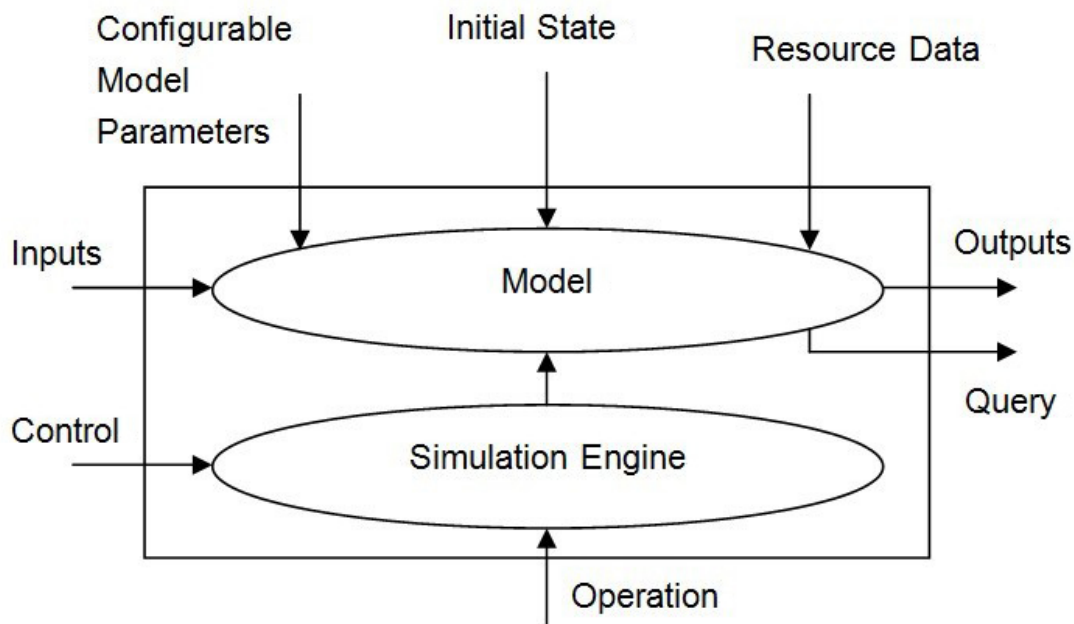 Configurable
Model
Parameters
Initial State
Resource Data
Inputs
Model
Outputs
Query
Control
Simulation Engine
Operation